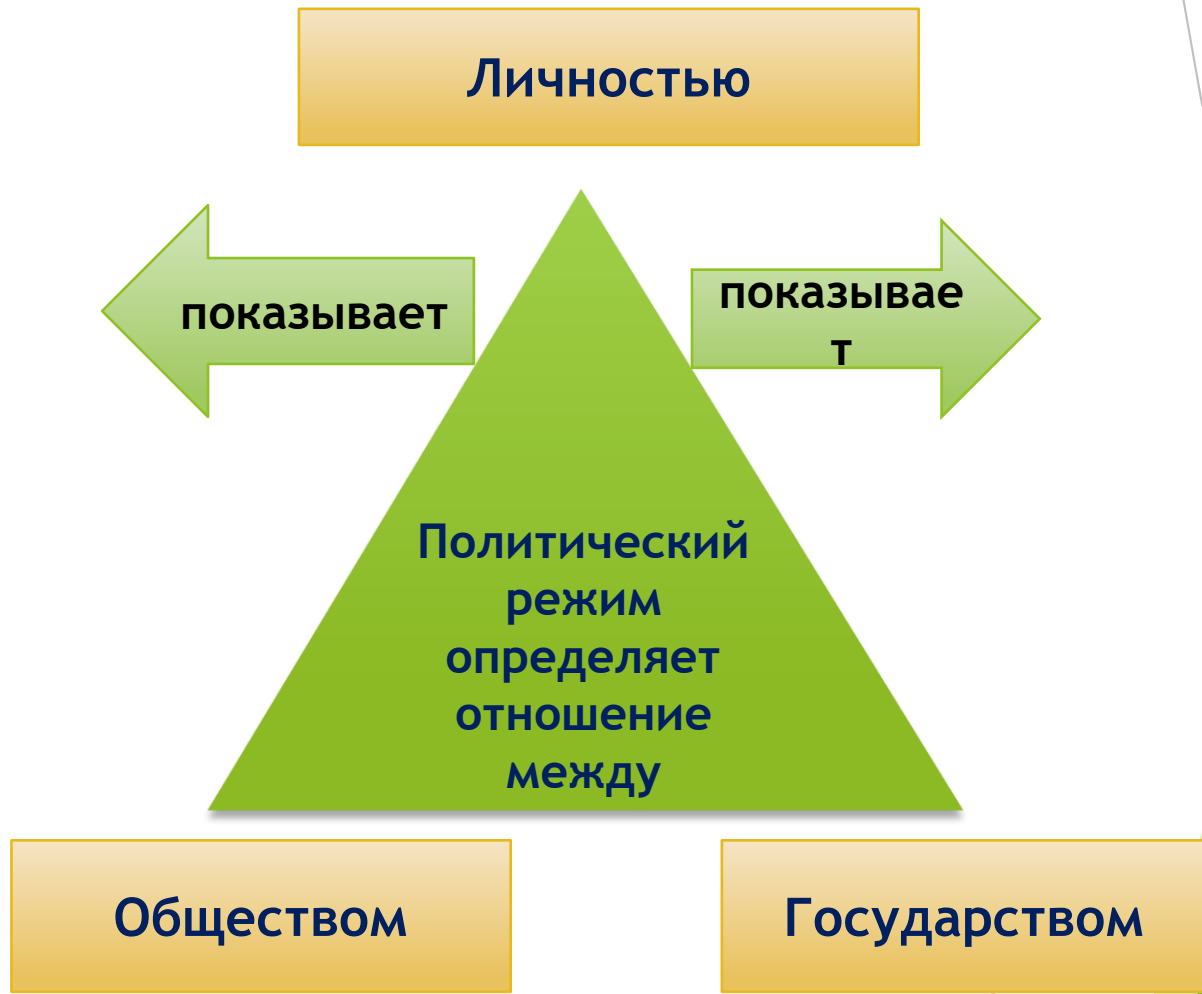 Личностью
показывает
показывае
т
Политический
режим
определяет
отношение
между
Обществом
Государством